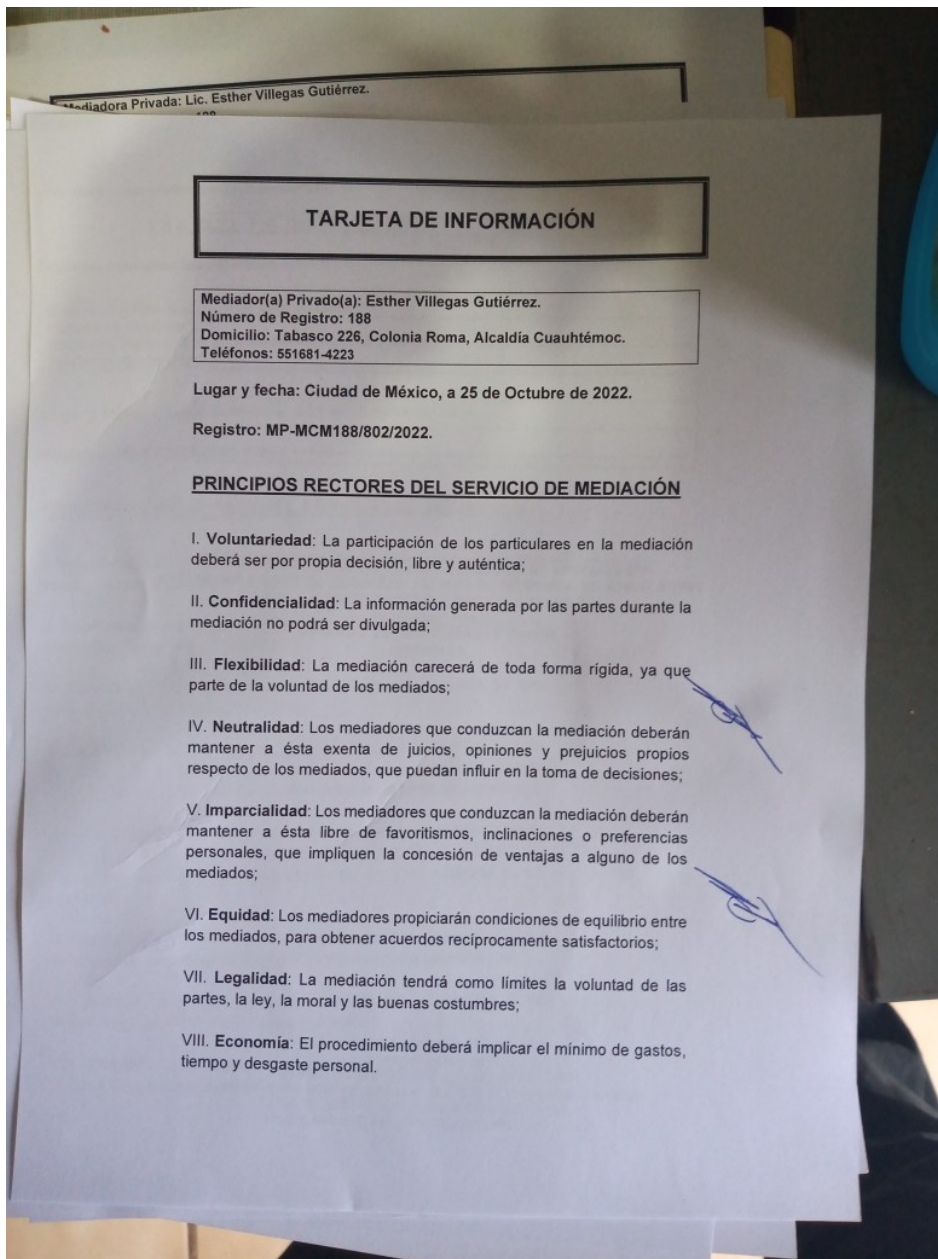 Mediadora Privada: Lic. Esther Villegas Gutiérrez.
TARJETA DE INFORMACIÓN
Mediador(a) Privado(a): Esther Villegas Gutiérrez.
Número de Registro: 188
Domicilio: Tabasco 226, Colonia Roma, Alcaldía Cuauhtémoc.
Teléfonos: 551681-4223
Lugar y fecha: Ciudad de México, a 25 de Octubre de 2022.
Registro: MP-MCM188/802/2022.
PRINCIPIOS RECTORES DEL SERVICIO DE MEDIACIÓN
I. Voluntariedad: La participación de los particulares en la mediación
deberá ser por propia decisión, libre y auténtica;
II. Confidencialidad: La información generada por las partes durante la
mediación no podrá ser divulgada;
III. Flexibilidad: La mediación carecerá de toda forma rígida, ya que
parte de la voluntad de los mediados;
IV. Neutralidad: Los mediadores que conduzcan la mediación deberán
mantener a ésta exenta de juicios, opiniones y prejuicios propios
respecto de los mediados, que puedan influir en la toma de decisiones;
V. Imparcialidad: Los mediadores que conduzcan la mediación deberán
mantener a ésta libre de favoritismos, inclinaciones o preferencias
personales, que impliquen la concesión de ventajas a alguno de los
mediados;
VI. Equidad: Los mediadores propiciarán condiciones de equilibrio entre
los mediados, para obtener acuerdos recíprocamente satisfactorios;
VII. Legalidad: La mediación tendrá como límites la voluntad de las
partes, la ley, la moral y las buenas costumbres;
VIII. Economía: El procedimiento deberá implicar el mínimo de gastos,
tiempo y desgaste personal.